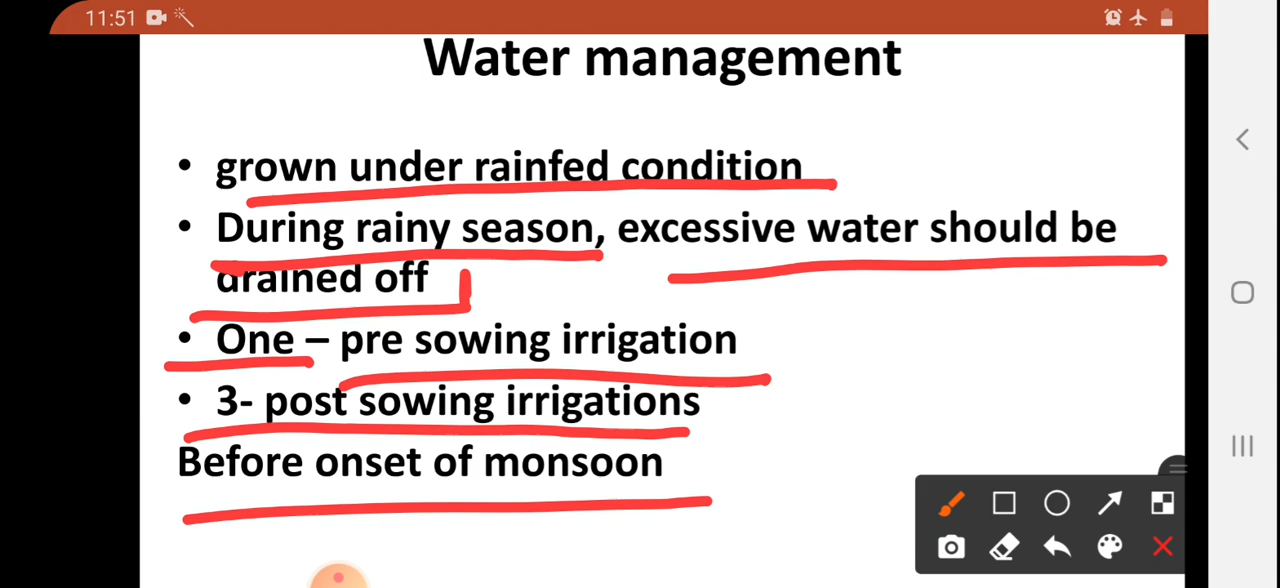 11:51
Water management
• grown under rainfed condition
• During rainy season, excessive water should be
drained off
• One – pre sowing irrigation
• 3- post sowing irrigations
Before onset of monsoon